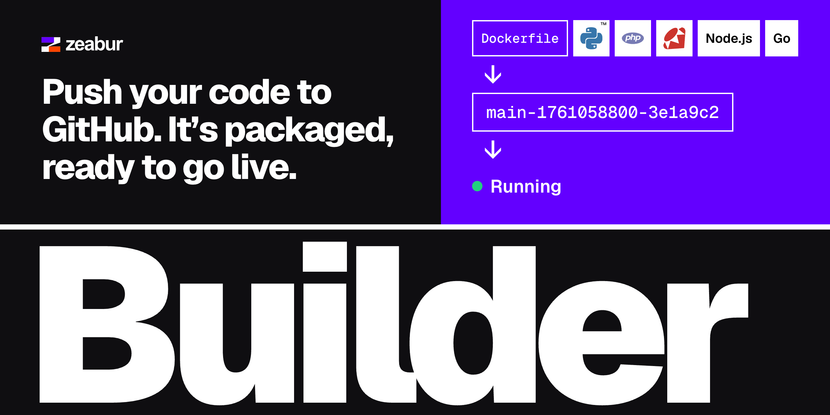 zeabur
Push your code to
GitHub. It’s packaged,
ready to go live.
Dockerfile
TM
php
Node.js
Go
main-1761058800-3e1a9c2
Running
Builder